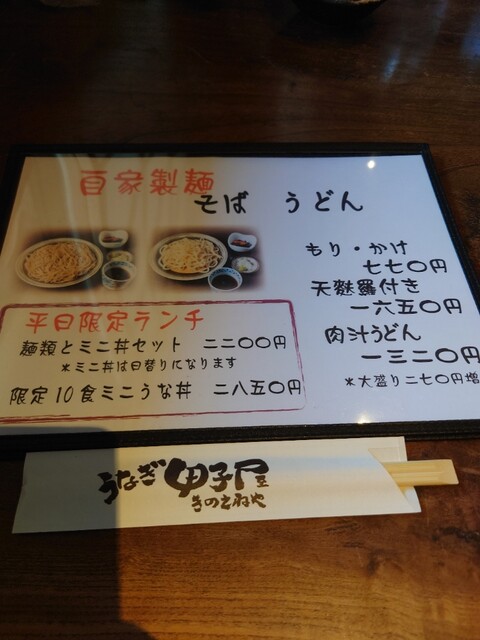 自家製麺
そば　うどん
もり・かけ
七七〇円
天麩羅付き
一六五〇円
肉汁うどん
一三二〇円
＊大盛り二七〇円増
平日限定ランチ
麺類とミニ丼セット　二二〇〇円
＊ミニ丼は日替りになります
限定10食ミニうな丼　二八五〇円
うなぎ 甲子屋
きのえねや